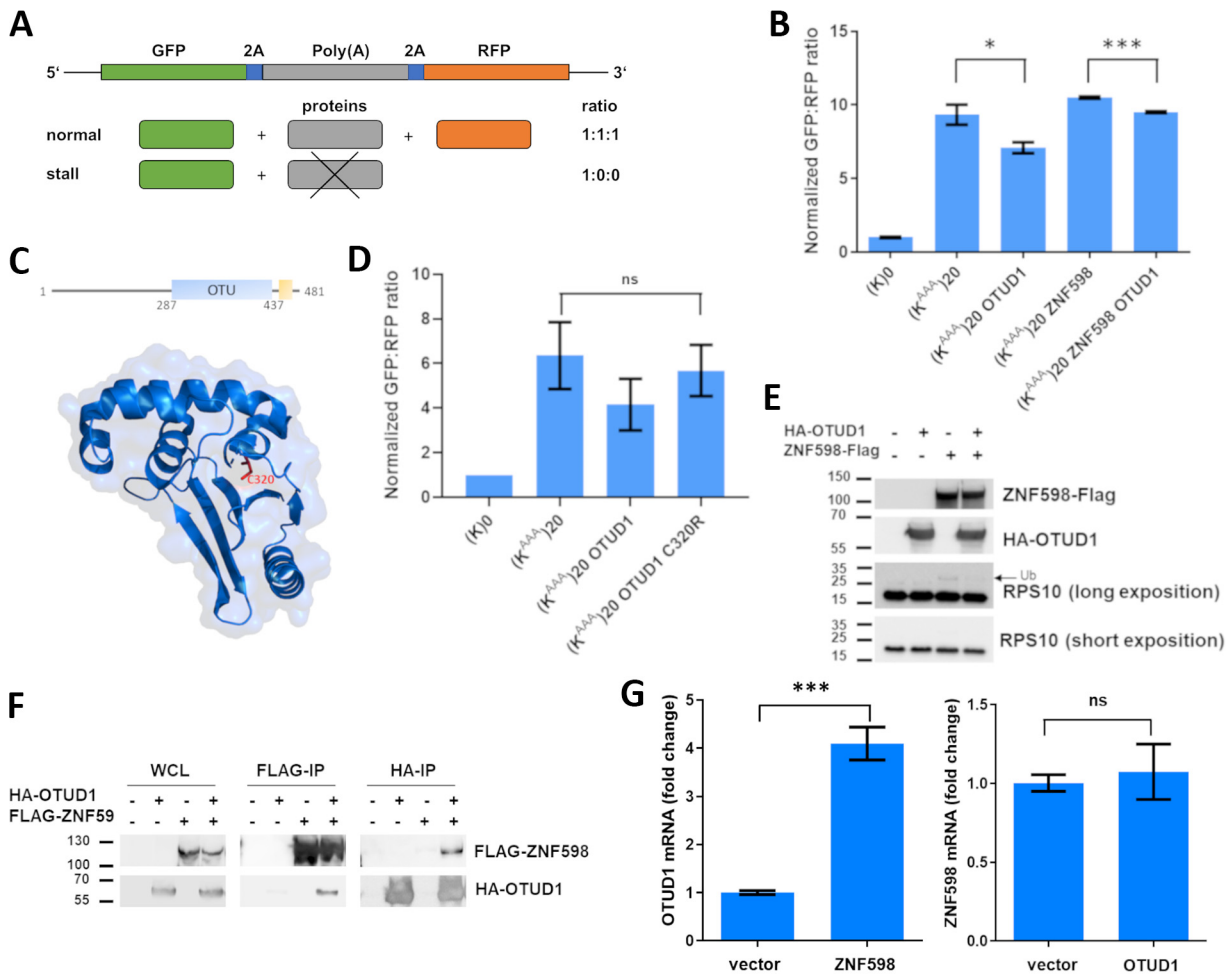 A
GFP 2A Poly(A) 2A RFP
5‘ 3‘
proteins ratio
normal + + 1:1:1
stall + 1:0:0
B
Normalized GFP:RFP ratio
15
10
5
0
* ***
(K)0
(K^AAA)20
(K^AAA)20 OTUD1
(K^AAA)20 ZNF598
(K^AAA)20 ZNF598 OTUD1
C
1 OTU 481
287 437
C320
D
Normalized GFP:RFP ratio
10
8
6
4
2
0
ns
(K)0
(K^AAA)20
(K^AAA)20 OTUD1
(K^AAA)20 OTUD1 C320R
E
HA-OTUD1 - + - +
ZNF598-Flag - - + +
150
100 ZNF598-Flag
70
55 HA-OTUD1
35
25 Ub
15 RPS10 (long exposition)
35
25 RPS10 (short exposition)
15
F
WCL FLAG-IP HA-IP
HA-OTUD1 - + - + - + - + - + - +
FLAG-ZNF59 - - + + - - + + - - + +
130
100 FLAG-ZNF598
70
55 HA-OTUD1
G
OTUD1 mRNA (fold change)
5
4
3
2
1
0
***
vector ZNF598
ZNF598 mRNA (fold change)
1.5
1.0
0.5
0.0
ns
vector OTUD1